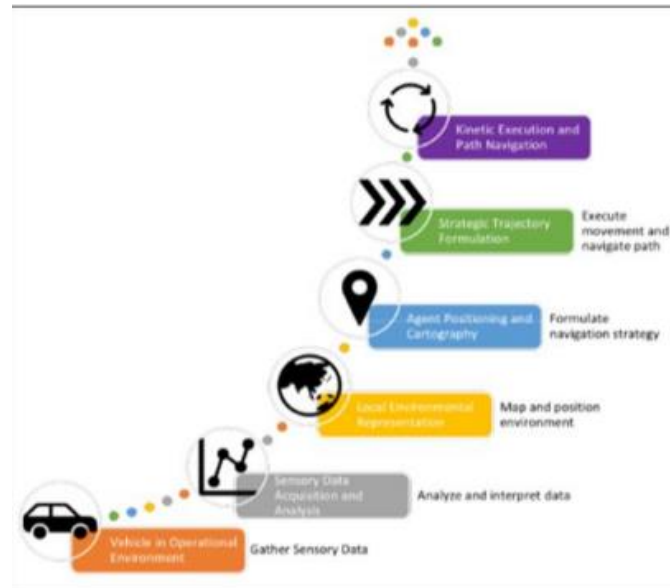 Kinetic Execution and
Path Navigation
Strategic Trajectory
Formulation
Execute
movement and
navigate path
Agent Positioning and
Cartography
Formulate
navigation strategy
Local Environmental
Representation
Map and position
environment
Sensory Data
Acquisition and
Analysis
Analyze and interpret data
Vehicle in Operational
Environment
Gather Sensory Data